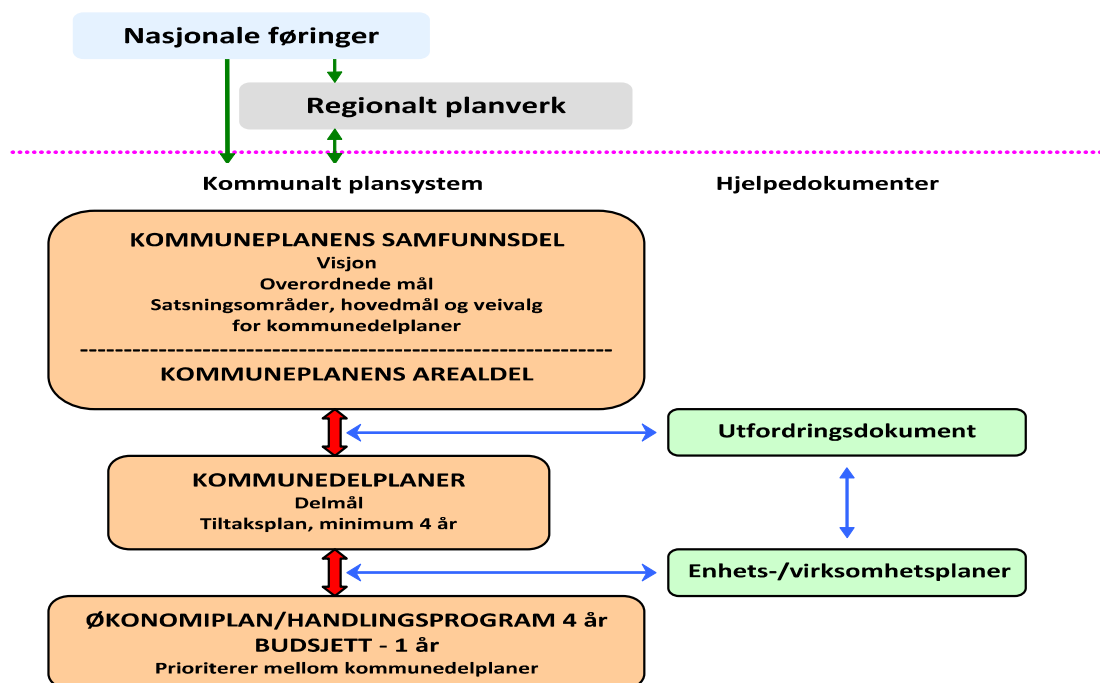 Nasjonale føringer
Regionalt planverk
Kommunalt plansystem
Hjelpedokumenter
KOMMUNEPLANENS SAMFUNNSDEL
Visjon
Overordnede mål
Satsningsområder, hovedmål og veivalg
for kommunedelplaner
KOMMUNEPLANENS AREALDEL
Utfordringsdokument
KOMMUNEDELPLANER
Delmål
Tiltaksplan, minimum 4 år
Enhets-/virksomhetsplaner
ØKONOMIPLAN/HANDLINGSPROGRAM 4 år
BUDSJETT - 1 år
Prioriterer mellom kommunedelplaner